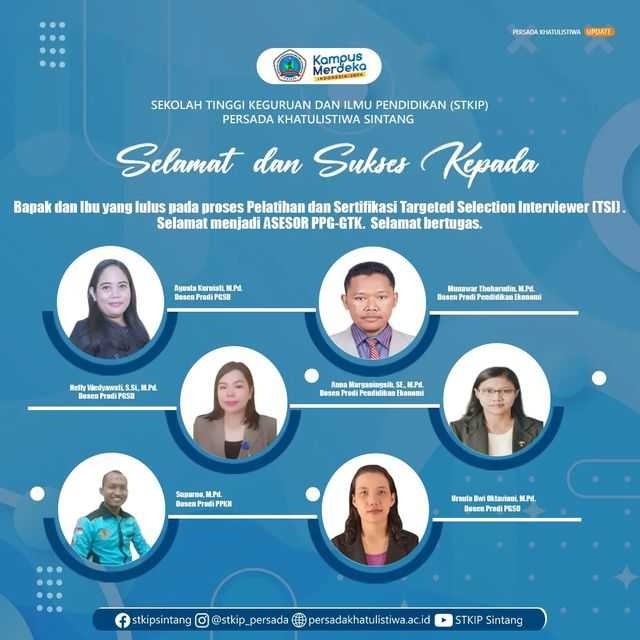 PERSADA KHATULISTIWA UPDATE
Kampus
Merdeka
INDONESIA JAYA
SEKOLAH TINGGI KEGURUAN DAN ILMU PENDIDIKAN (STKIP)
PERSADA KHATULISTIWA SINTANG
Selamat dan Sukses Kepada
Bapak dan Ibu yang lulus pada proses Pelatihan dan Sertifikasi Targeted Selection Interviewer (TSI) .
Selamat menjadi ASESOR PPG-GTK. Selamat bertugas.
Agusta Kurniati, M.Pd.
Dosen Prodi PGSD
Munawar Thoharudin, M.Pd.
Dosen Prodi Pendidikan Ekonomi
Nelly Wedyawati, S.Si., M.Pd.
Dosen Prodi PGSD
Anna Marganingsih, SE., M.Pd.
Dosen Prodi Pendidikan Ekonomi
Suparno, M.Pd.
Dosen Prodi PPKN
Ursula Dwi Oktaviani, M.Pd.
Dosen Prodi PGSD
stkipsintang @stkip_persada persadakhatulistiwa.ac.id STKIP Sintang